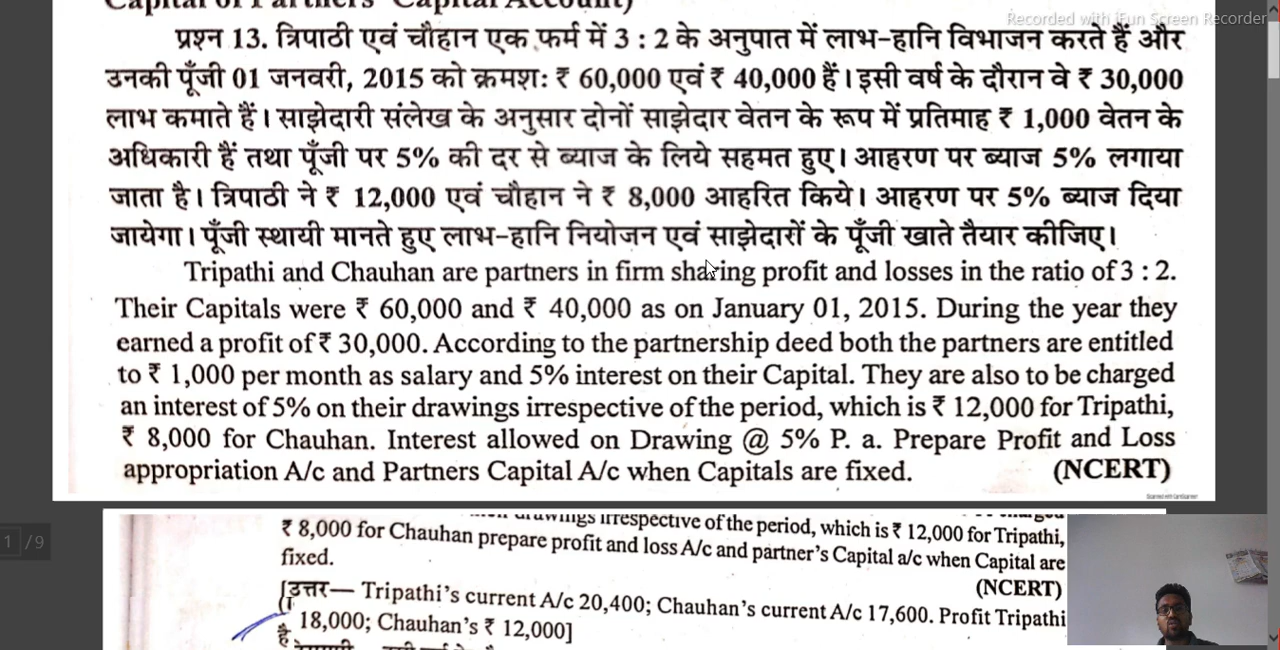 Capital of Partners' Capital Account)
Recorded with iFun Screen Recorder
प्रश्न 13. त्रिपाठी एवं चौहान एक फर्म में 3 : 2 के अनुपात में लाभ-हानि विभाजन करते हैं और
उनकी पूँजी 01 जनवरी, 2015 को क्रमशः ₹ 60,000 एवं ₹ 40,000 हैं। इसी वर्ष के दौरान वे ₹ 30,000
लाभ कमाते हैं। साझेदारी संलेख के अनुसार दोनों साझेदार वेतन के रूप में प्रतिमाह ₹ 1,000 वेतन के
अधिकारी हैं तथा पूँजी पर 5% की दर से ब्याज के लिये सहमत हुए। आहरण पर ब्याज 5% लगाया
जाता है। त्रिपाठी ने ₹ 12,000 एवं चौहान ने ₹ 8,000 आहरित किये। आहरण पर 5% ब्याज दिया
जायेगा। पूँजी स्थायी मानते हुए लाभ-हानि नियोजन एवं साझेदारों के पूँजी खाते तैयार कीजिए।
Tripathi and Chauhan are partners in firm sharing profit and losses in the ratio of 3 : 2.
Their Capitals were ₹ 60,000 and ₹ 40,000 as on January 01, 2015. During the year they
earned a profit of ₹ 30,000. According to the partnership deed both the partners are entitled
to ₹ 1,000 per month as salary and 5% interest on their Capital. They are also to be charged
an interest of 5% on their drawings irrespective of the period, which is ₹ 12,000 for Tripathi,
₹ 8,000 for Chauhan. Interest allowed on Drawing @ 5% P. a. Prepare Profit and Loss
appropriation A/c and Partners Capital A/c when Capitals are fixed. (NCERT)
drawings irrespective of the period, which is ₹ 12,000 for Tripathi,
₹ 8,000 for Chauhan prepare profit and loss A/c and partner's Capital a/c when Capital are
fixed. (NCERT)
[उत्तर— Tripathi's current A/c 20,400; Chauhan's current A/c 17,600. Profit Tripathi
18,000; Chauhan's ₹ 12,000]
1 / 9